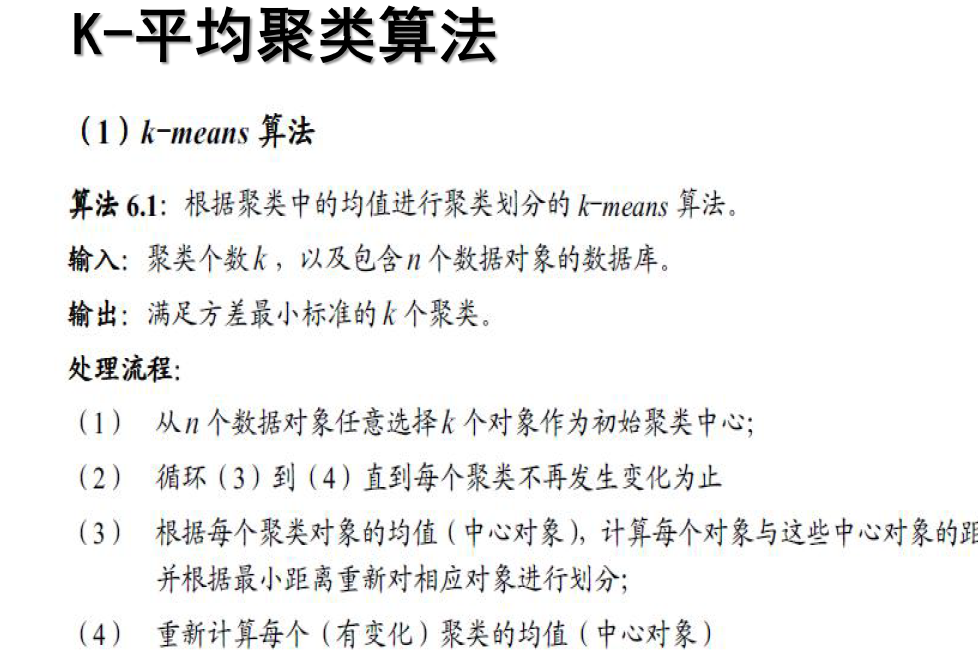 K-平均聚类算法
（1）k-means 算法
算法 6.1：根据聚类中的均值进行聚类划分的 k-means 算法。
输入：聚类个数 k ，以及包含 n 个数据对象的数据库。
输出：满足方差最小标准的 k 个聚类。
处理流程：
（1） 从 n 个数据对象任意选择 k 个对象作为初始聚类中心；
（2） 循环（3）到（4）直到每个聚类不再发生变化为止
（3） 根据每个聚类对象的均值（中心对象），计算每个对象与这些中心对象的距
并根据最小距离重新对相应对象进行划分；
（4） 重新计算每个（有变化）聚类的均值（中心对象）